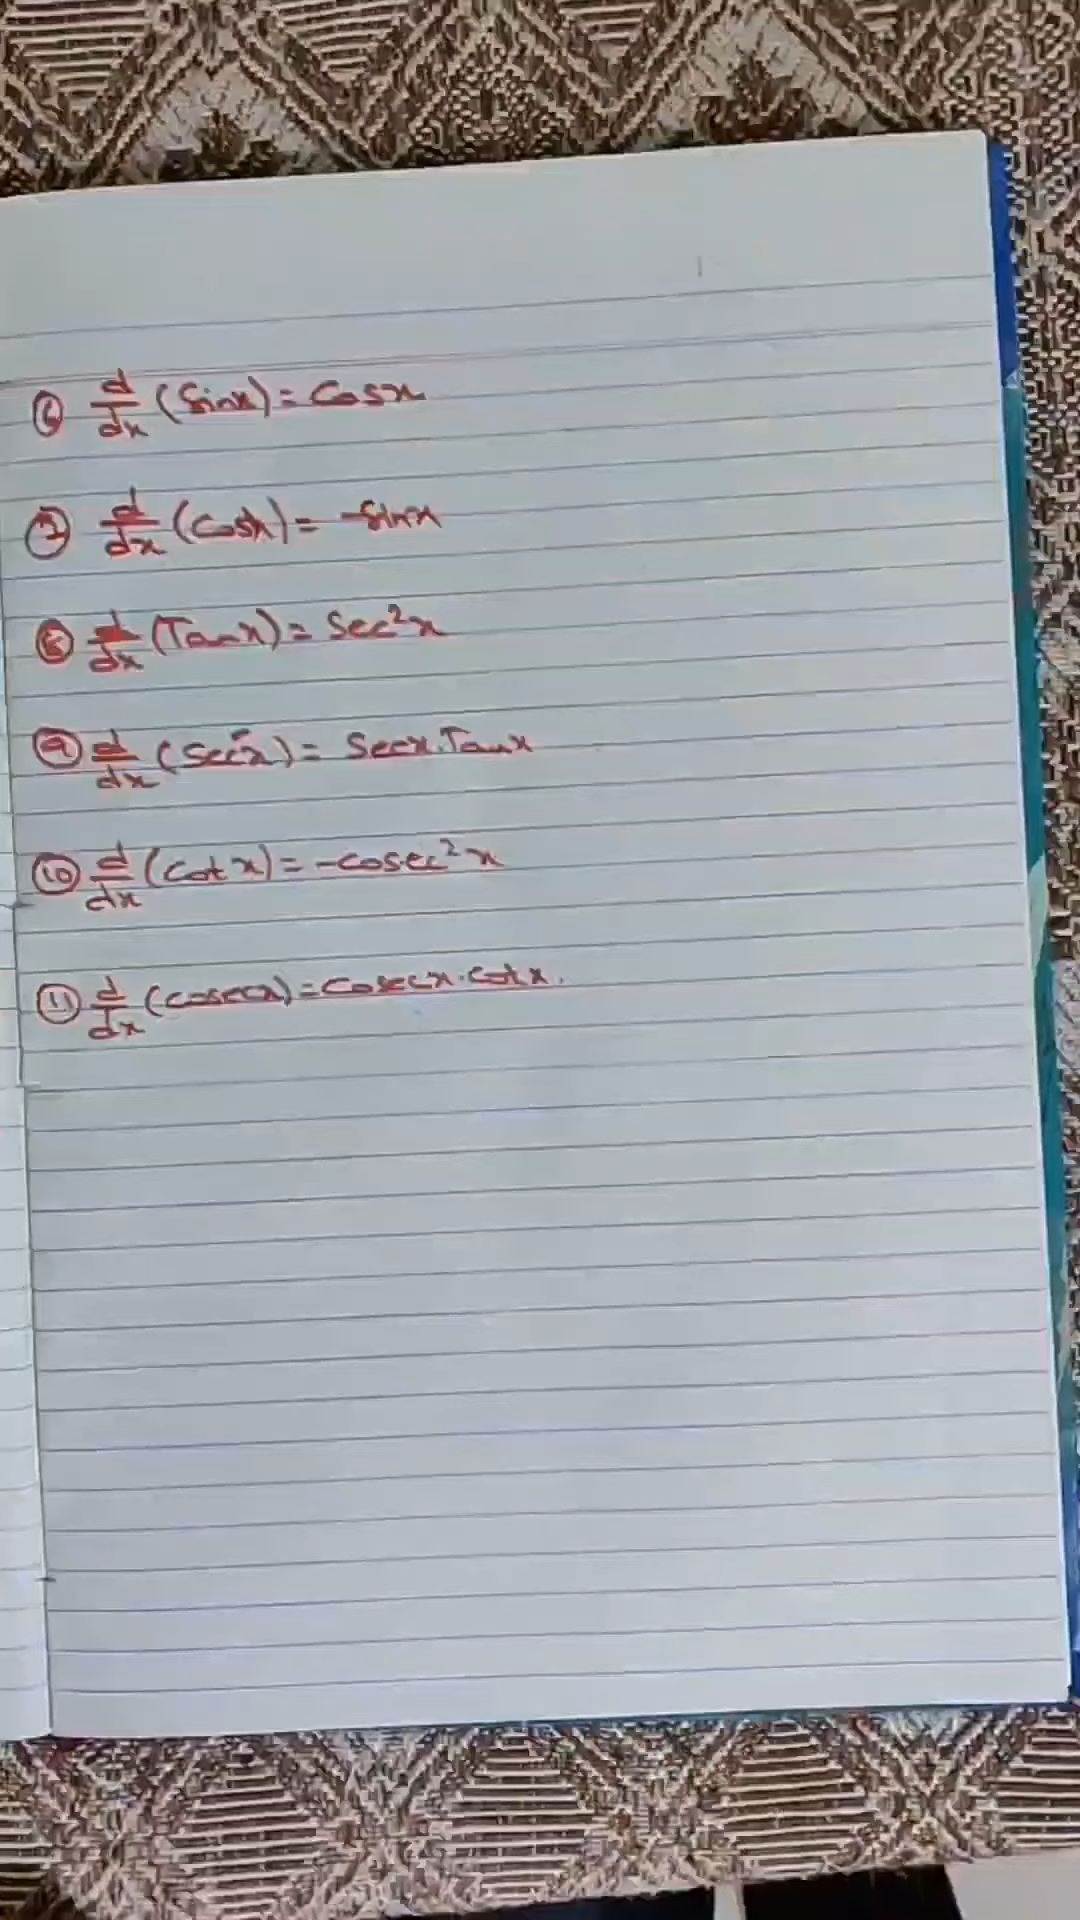 ⑥ d/dx (Sinx) = Cosx
⑦ d/dx (Cosx) = -Sinx
⑧ d/dx (Tanx) = Sec²x
⑨ d/dx (Secx) = Secx.Tanx
⑩ d/dx (Cot x) = -Cosec²x
⑪ d/dx (Cosecx) = Cosecx.Cotx.